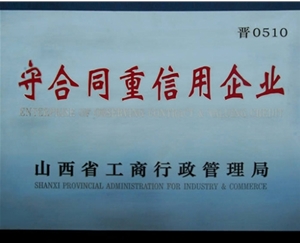 晋0510
守合同重信用企业
山西省工商行政管理局
SHANXI PROVINCIAL ADMINISTRATION FOR INDUSTRY & COMMERCE